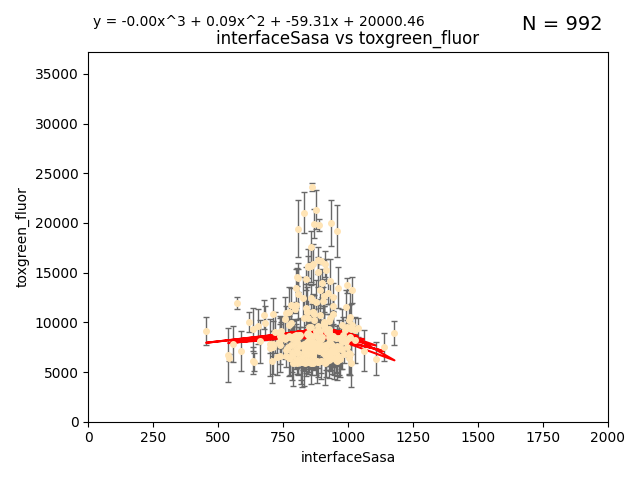 y = -0.00x^3 + 0.09x^2 + -59.31x + 20000.46
N = 992
interfaceSasa vs toxgreen_fluor
35000
30000
25000
20000
15000
10000
5000
0
toxgreen_fluor
0 250 500 750 1000 1250 1500 1750 2000
interfaceSasa